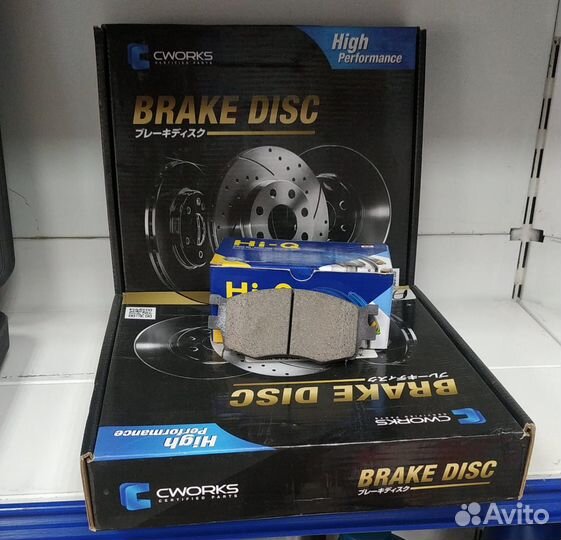 CWORKS
CERTIFIED PARTS
High
Performance
BRAKE DISC
ブレーキディスク
Hi-Q
Hi-Q
BRAKE DISC
ブレーキディスク
CWORKS
CERTIFIED PARTS
High
Performance
CWORKS
CERTIFIED PARTS
BRAKE DISC
ブレーキディスク
Avito